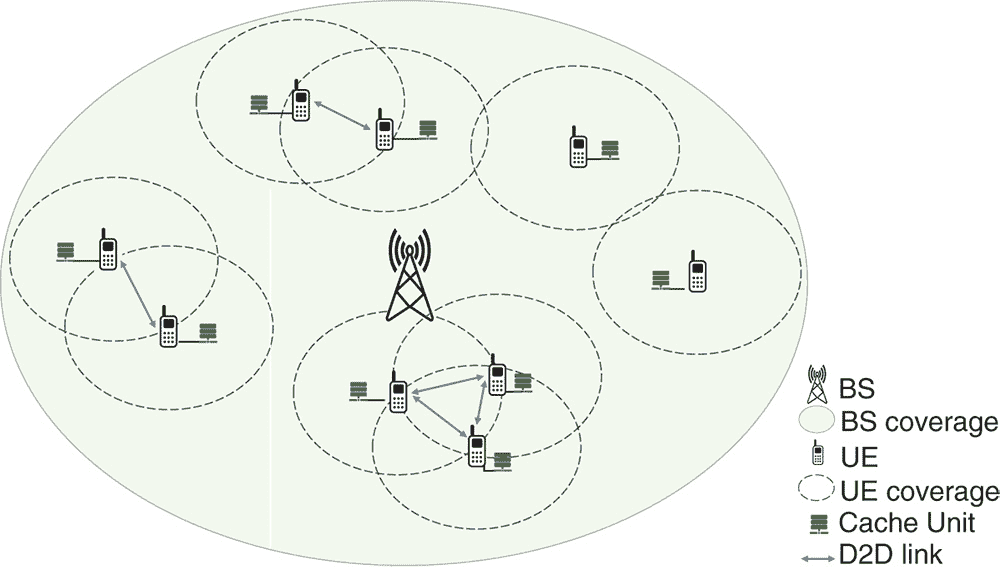 BS
BS coverage
UE
UE coverage
Cache Unit
D2D link